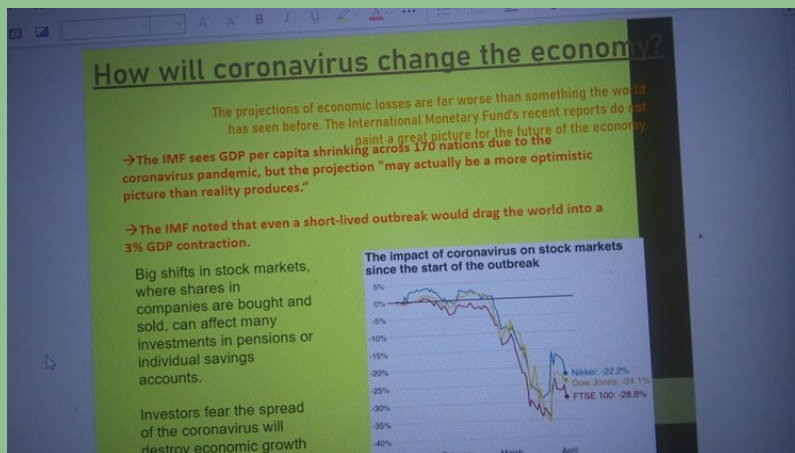 How will coronavirus change the economy?
The projections of economic losses are far worse than something the world
has seen before. The International Monetary Fund's recent reports do not
paint a great picture for the future of the economy.
→The IMF sees GDP per capita shrinking across 170 nations due to the
coronavirus pandemic, but the projection "may actually be a more optimistic
picture than reality produces."
→The IMF noted that even a short-lived outbreak would drag the world into a
3% GDP contraction.
Big shifts in stock markets,
where shares in
companies are bought and
sold, can affect many
investments in pensions or
individual savings
accounts.
Investors fear the spread
of the coronavirus will
destroy economic growth
The impact of coronavirus on stock markets
since the start of the outbreak
5%
0%
-5%
-10%
-15%
-20%
-25%
-30%
-35%
-40%
Nikkei: -22.2%
Dow Jones: -24.1%
FTSE 100: -28.8%
March
April